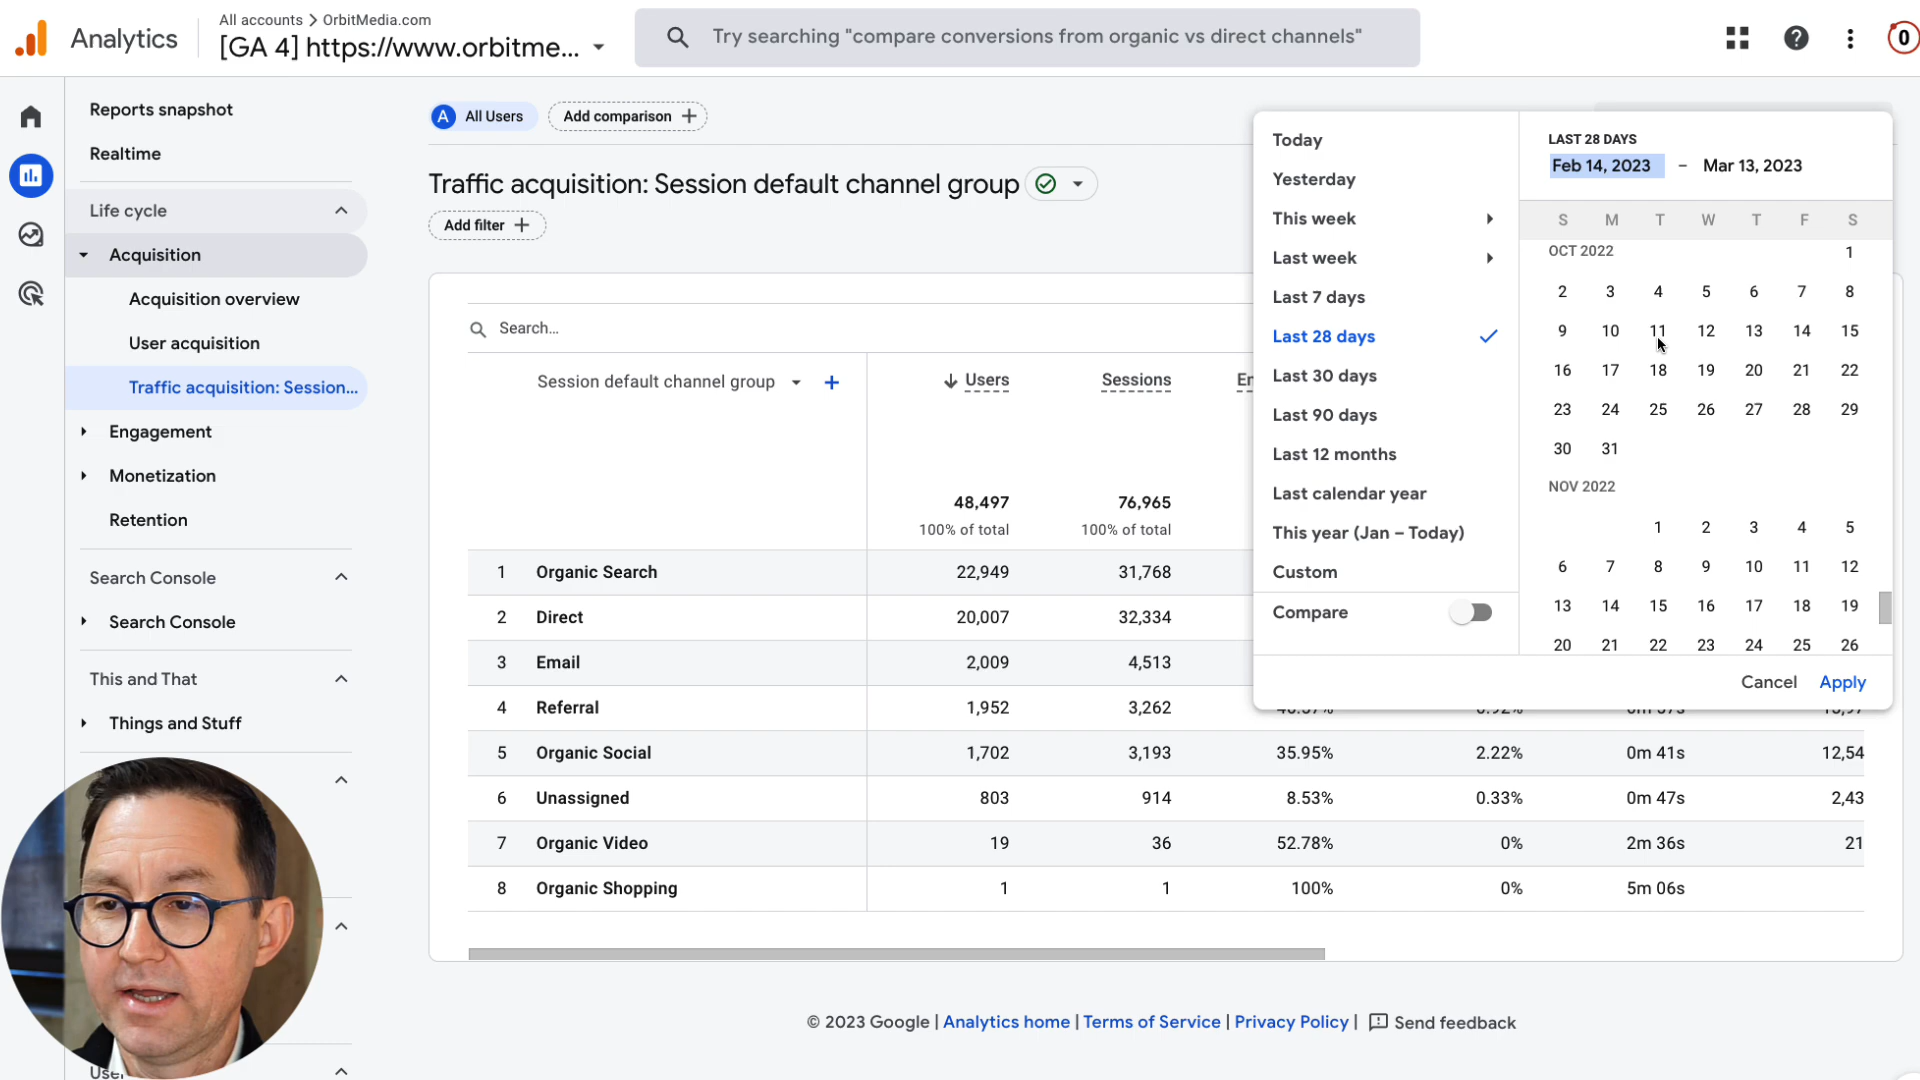 Analytics
All accounts > OrbitMedia.com
[GA 4] https://www.orbitme...
Try searching "compare conversions from organic vs direct channels"
0
Reports snapshot
Realtime
Life cycle
Acquisition
Acquisition overview
User acquisition
Traffic acquisition: Session...
Engagement
Monetization
Retention
Search Console
Search Console
This and That
Things and Stuff
A All Users
Add comparison +
Traffic acquisition: Session default channel group
Add filter +
Search...
Session default channel group +
Users Sessions
48,497 76,965
100% of total 100% of total
1 Organic Search 22,949 31,768
2 Direct 20,007 32,334
3 Email 2,009 4,513
4 Referral 1,952 3,262
5 Organic Social 1,702 3,193 35.95% 2.22% 0m 41s 12,54
6 Unassigned 803 914 8.53% 0.33% 0m 47s 2,43
7 Organic Video 19 36 52.78% 0% 2m 36s 21
8 Organic Shopping 1 1 100% 0% 5m 06s
Today
Yesterday
This week
Last week
Last 7 days
Last 28 days
Last 30 days
Last 90 days
Last 12 months
Last calendar year
This year (Jan – Today)
Custom
Compare
LAST 28 DAYS
Feb 14, 2023 – Mar 13, 2023
S M T W T F S
OCT 2022 1
2 3 4 5 6 7 8
9 10 11 12 13 14 15
16 17 18 19 20 21 22
23 24 25 26 27 28 29
30 31
NOV 2022
1 2 3 4 5
6 7 8 9 10 11 12
13 14 15 16 17 18 19
20 21 22 23 24 25 26
Cancel Apply
© 2023 Google | Analytics home | Terms of Service | Privacy Policy | Send feedback